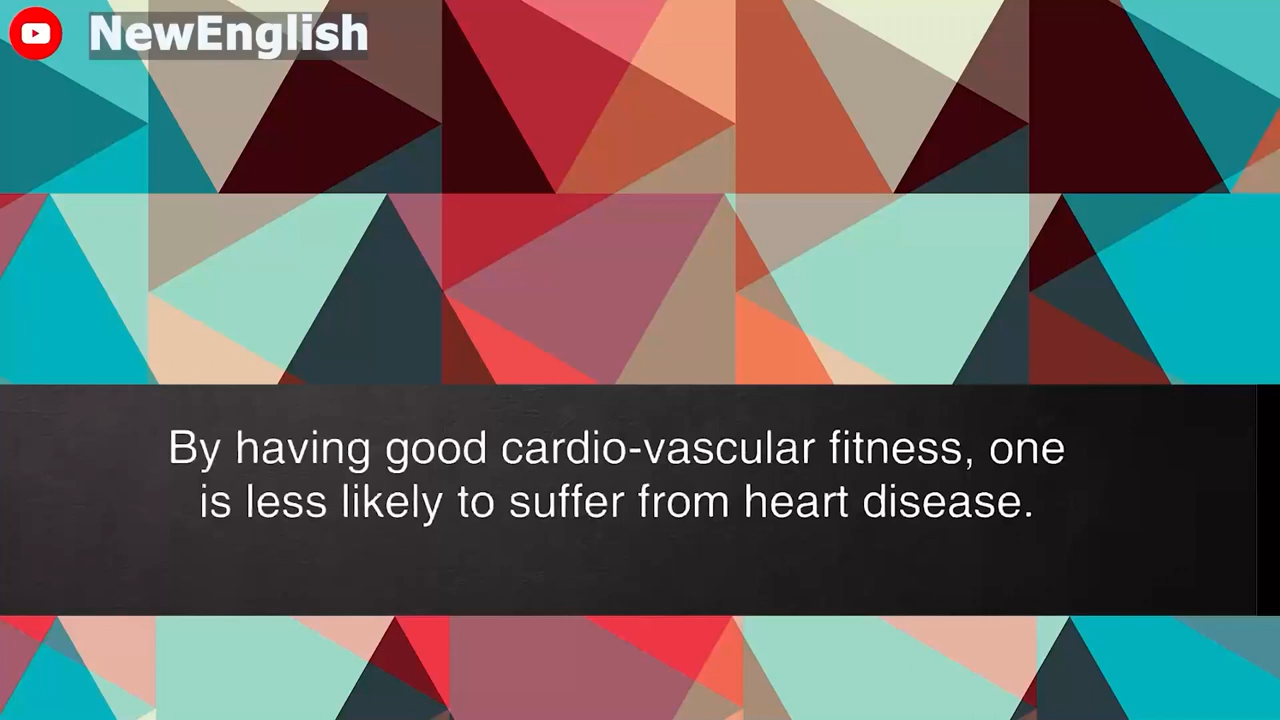 NewEnglish
By having good cardio-vascular fitness, one
is less likely to suffer from heart disease.